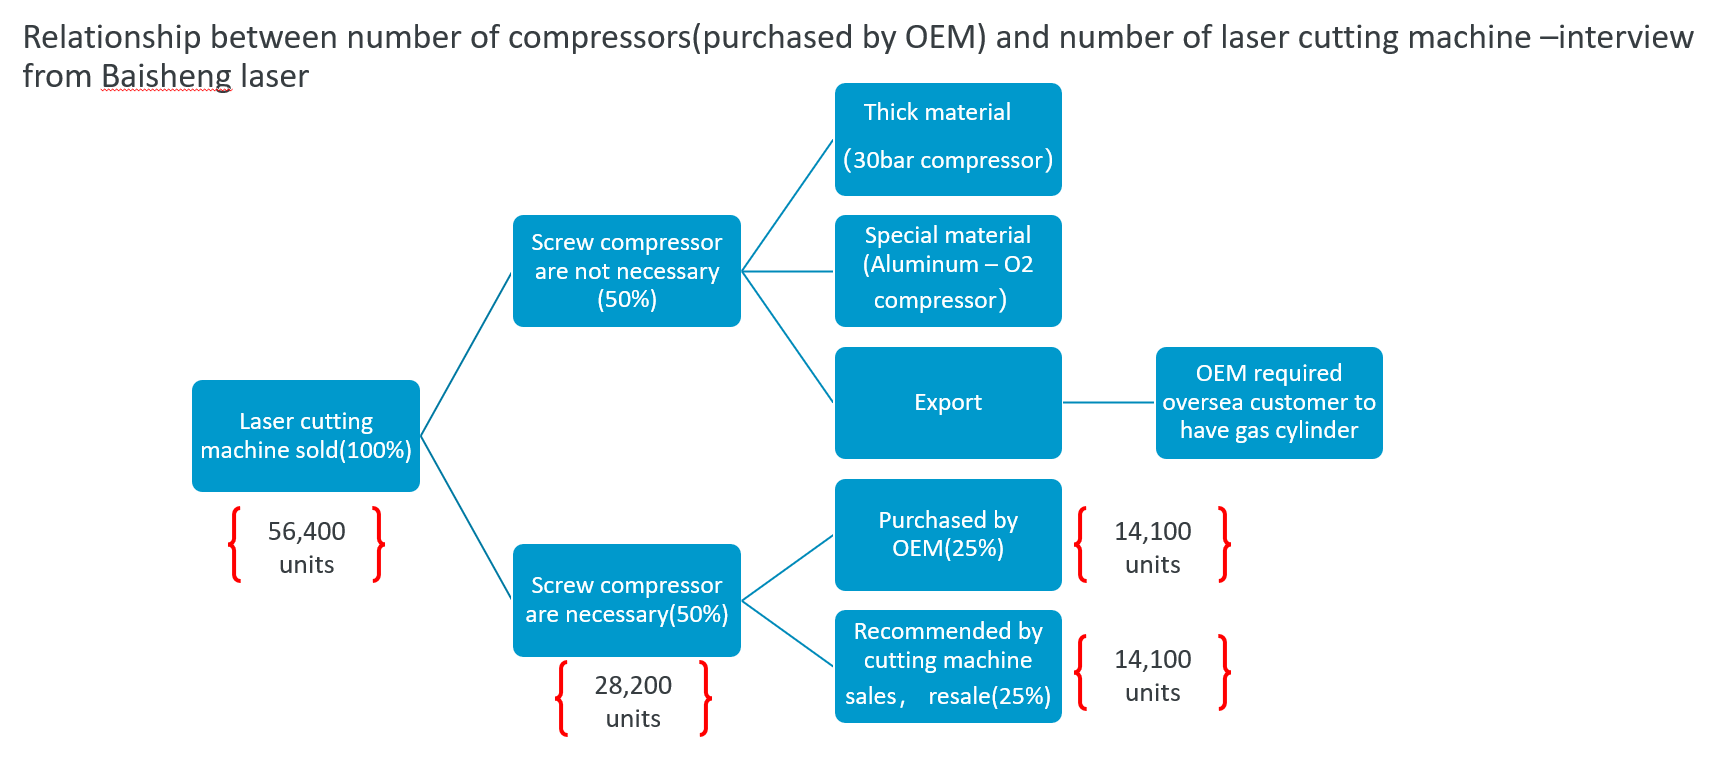 Relationship between number of compressors(purchased by OEM) and number of laser cutting machine –interview
from Baisheng laser
Thick material
（30bar compressor）
Screw compressor
are not necessary
(50%)
Special material
(Aluminum – O2
compressor）
Export
OEM required
oversea customer to
have gas cylinder
Laser cutting
machine sold(100%)
56,400
units
Screw compressor
are necessary(50%)
28,200
units
Purchased by
OEM(25%)
14,100
units
Recommended by
cutting machine
sales， resale(25%)
14,100
units